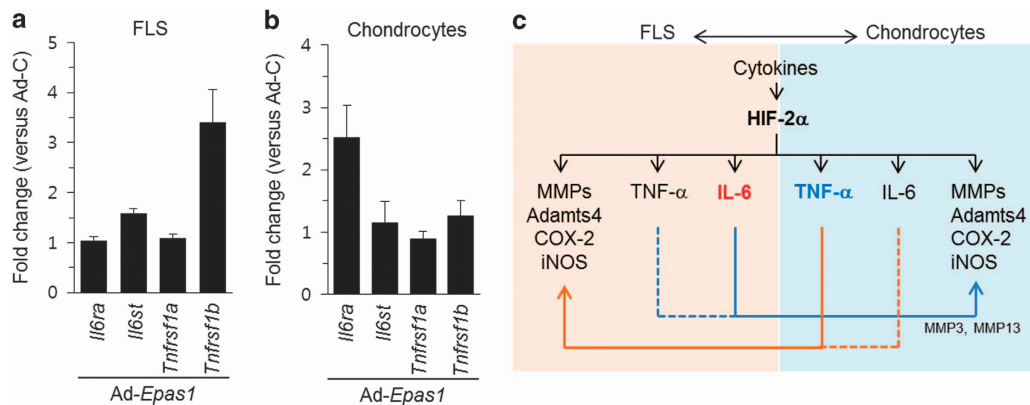 a
FLS
Fold change (versus Ad-C)
5
4
3
2
1
0
Il6ra
Il6st
Tnfrsf1a
Tnfrsf1b
Ad-Epas1
b
Chondrocytes
Fold change (versus Ad-C)
4
3
2
1
0
Il6ra
Il6st
Tnfrsf1a
Tnfrsf1b
Ad-Epas1
c
FLS
Chondrocytes
Cytokines
HIF-2α
MMPs
Adamts4
COX-2
iNOS
TNF-α
IL-6
TNF-α
IL-6
MMPs
Adamts4
COX-2
iNOS
MMP3, MMP13